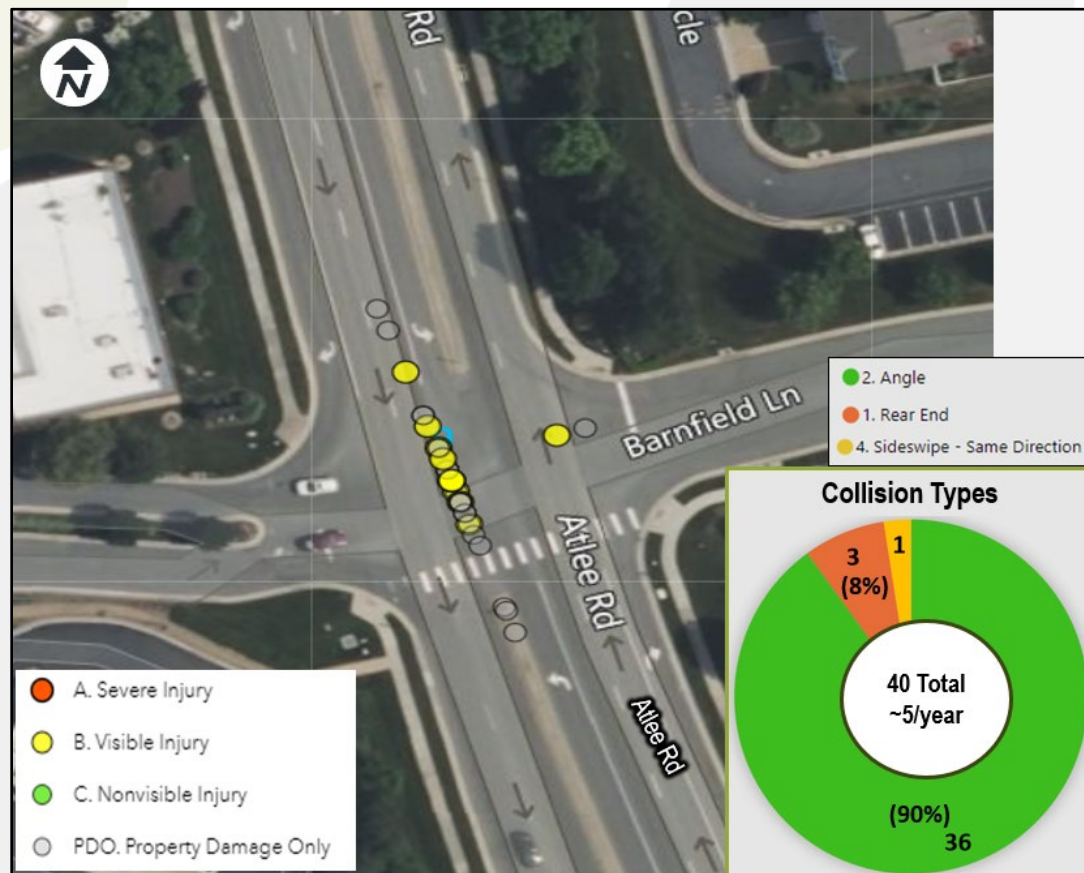 N
Rd
cle
Barnfield Ln
Atlee Rd
Atlee Rd
2. Angle
1. Rear End
4. Sideswipe - Same Direction
Collision Types
3
(8%)
1
40 Total
~5/year
(90%)
36
A. Severe Injury
B. Visible Injury
C. Nonvisible Injury
PDO. Property Damage Only